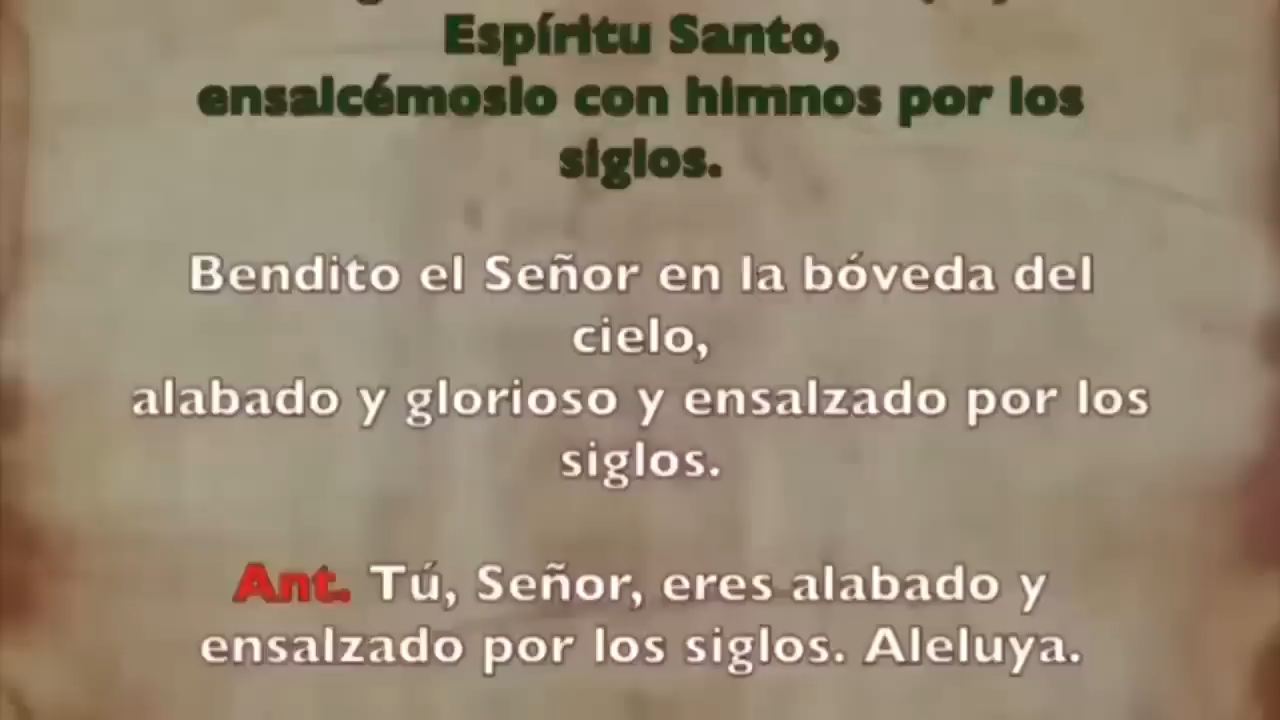 Espíritu Santo,
ensalcémoslo con himnos por los
siglos.
Bendito el Señor en la bóveda del
cielo,
alabado y glorioso y ensalzado por los
siglos.
Ant. Tú, Señor, eres alabado y
ensalzado por los siglos. Aleluya.